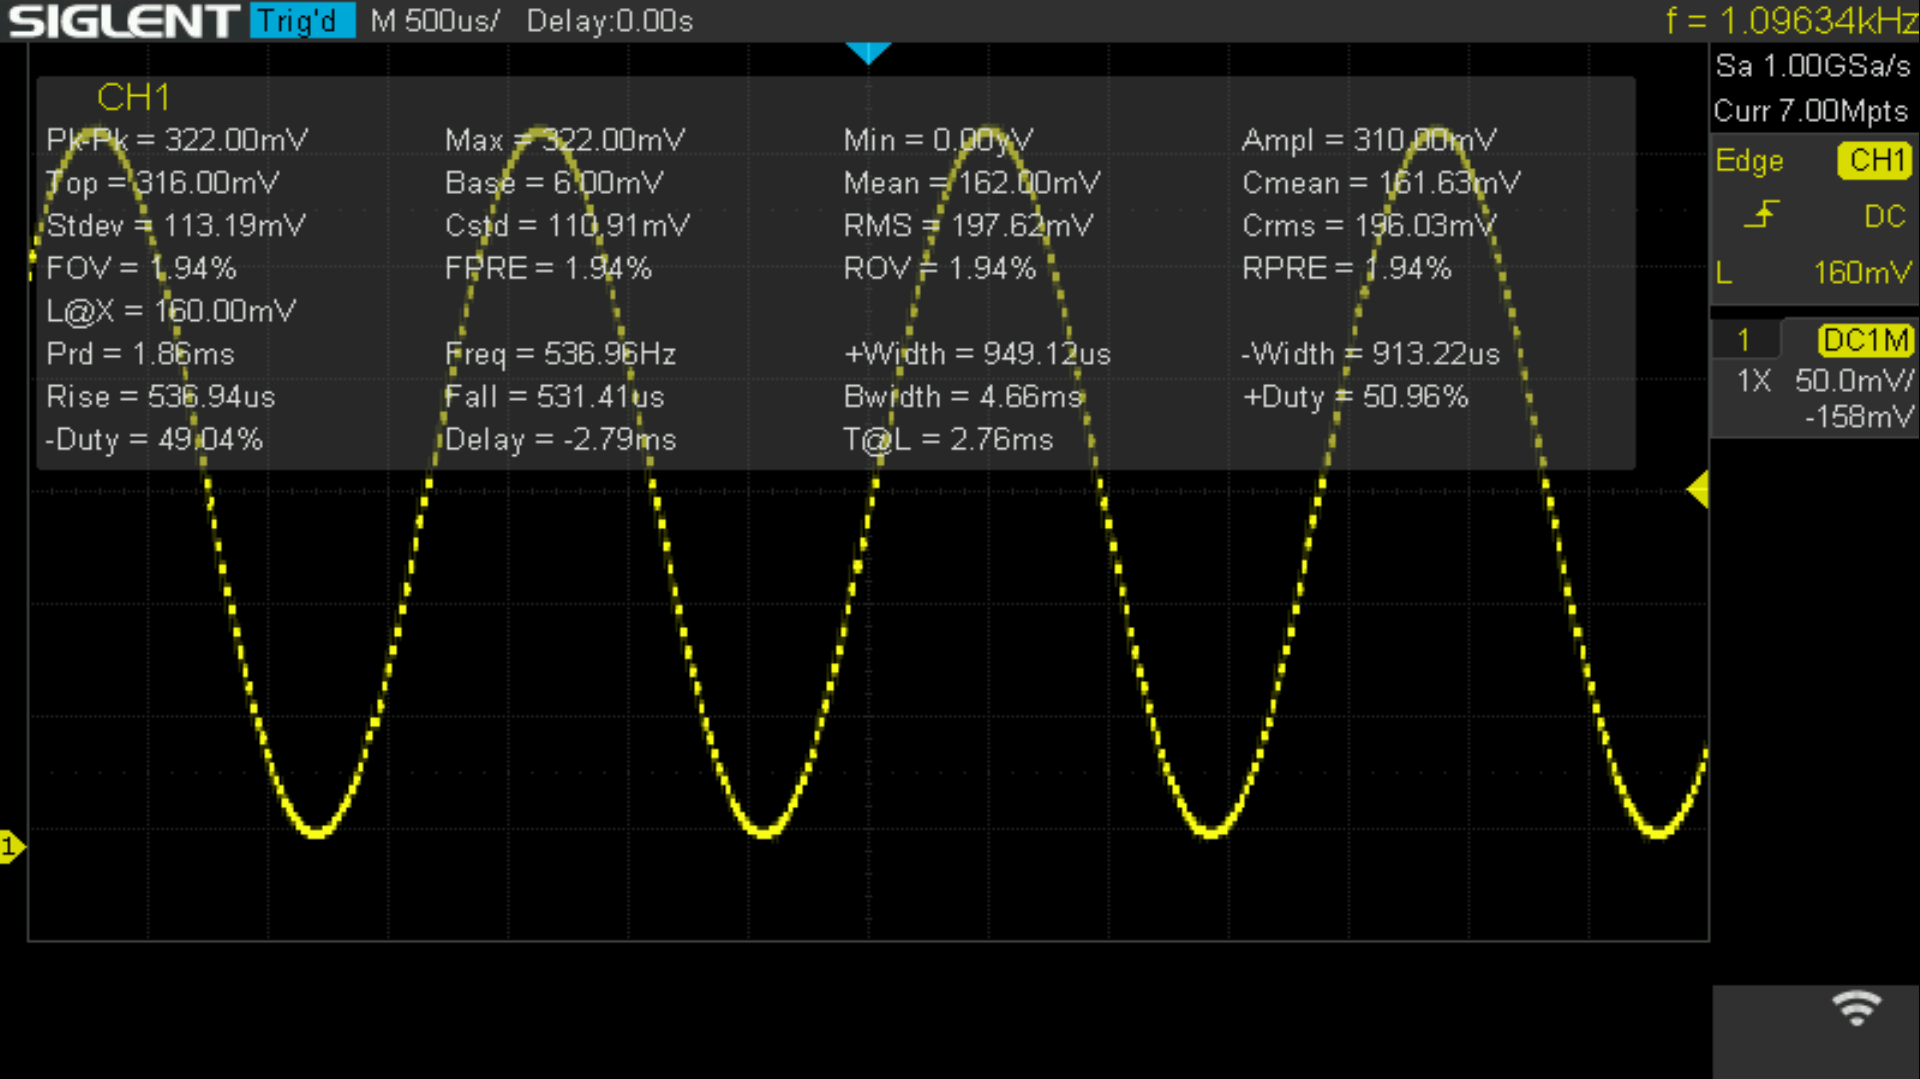 SIGLENT Trig'd M 500us/ Delay:0.00s f = 1.09634kHz
Sa 1.00GSa/s
Curr 7.00Mpts
CH1
Pk-Pk = 322.00mV Max = 322.00mV Min = 0.00yV Ampl = 310.00mV
Top = 316.00mV Base = 6.00mV Mean = 162.00mV Cmean = 161.63mV
Stdev = 113.19mV Cstd = 110.91mV RMS = 197.62mV Crms = 196.03mV
FOV = 1.94% FPRE = 1.94% ROV = 1.94% RPRE = 1.94%
L@X = 160.00mV
Prd = 1.86ms Freq = 536.96Hz +Width = 949.12us -Width = 913.22us
Rise = 536.94us Fall = 531.41us Bwidth = 4.66ms +Duty = 50.96%
-Duty = 49.04% Delay = -2.79ms T@L = 2.76ms
Edge CH1
DC
L 160mV
1 DC1M
1X 50.0mV/
-158mV
1